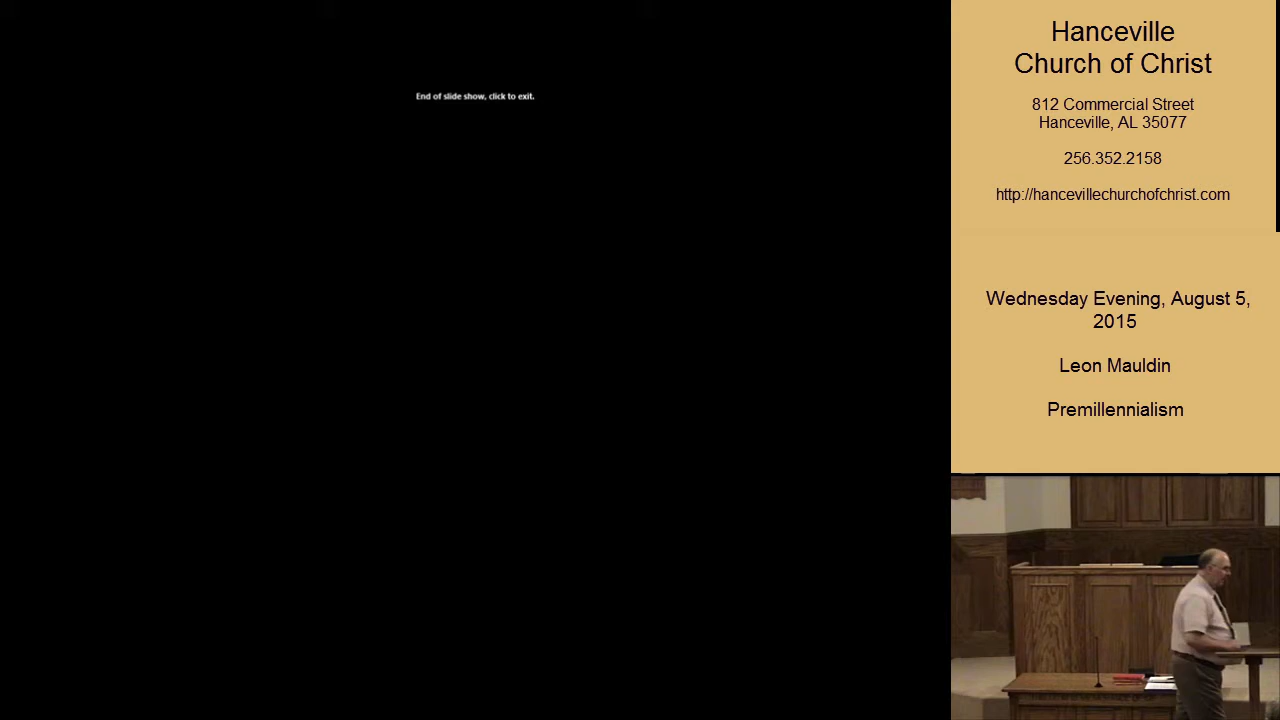 End of slide show, click to exit.
Hanceville
Church of Christ
812 Commercial Street
Hanceville, AL 35077
256.352.2158
http://hancevillechurchofchrist.com
Wednesday Evening, August 5,
2015
Leon Mauldin
Premillennialism